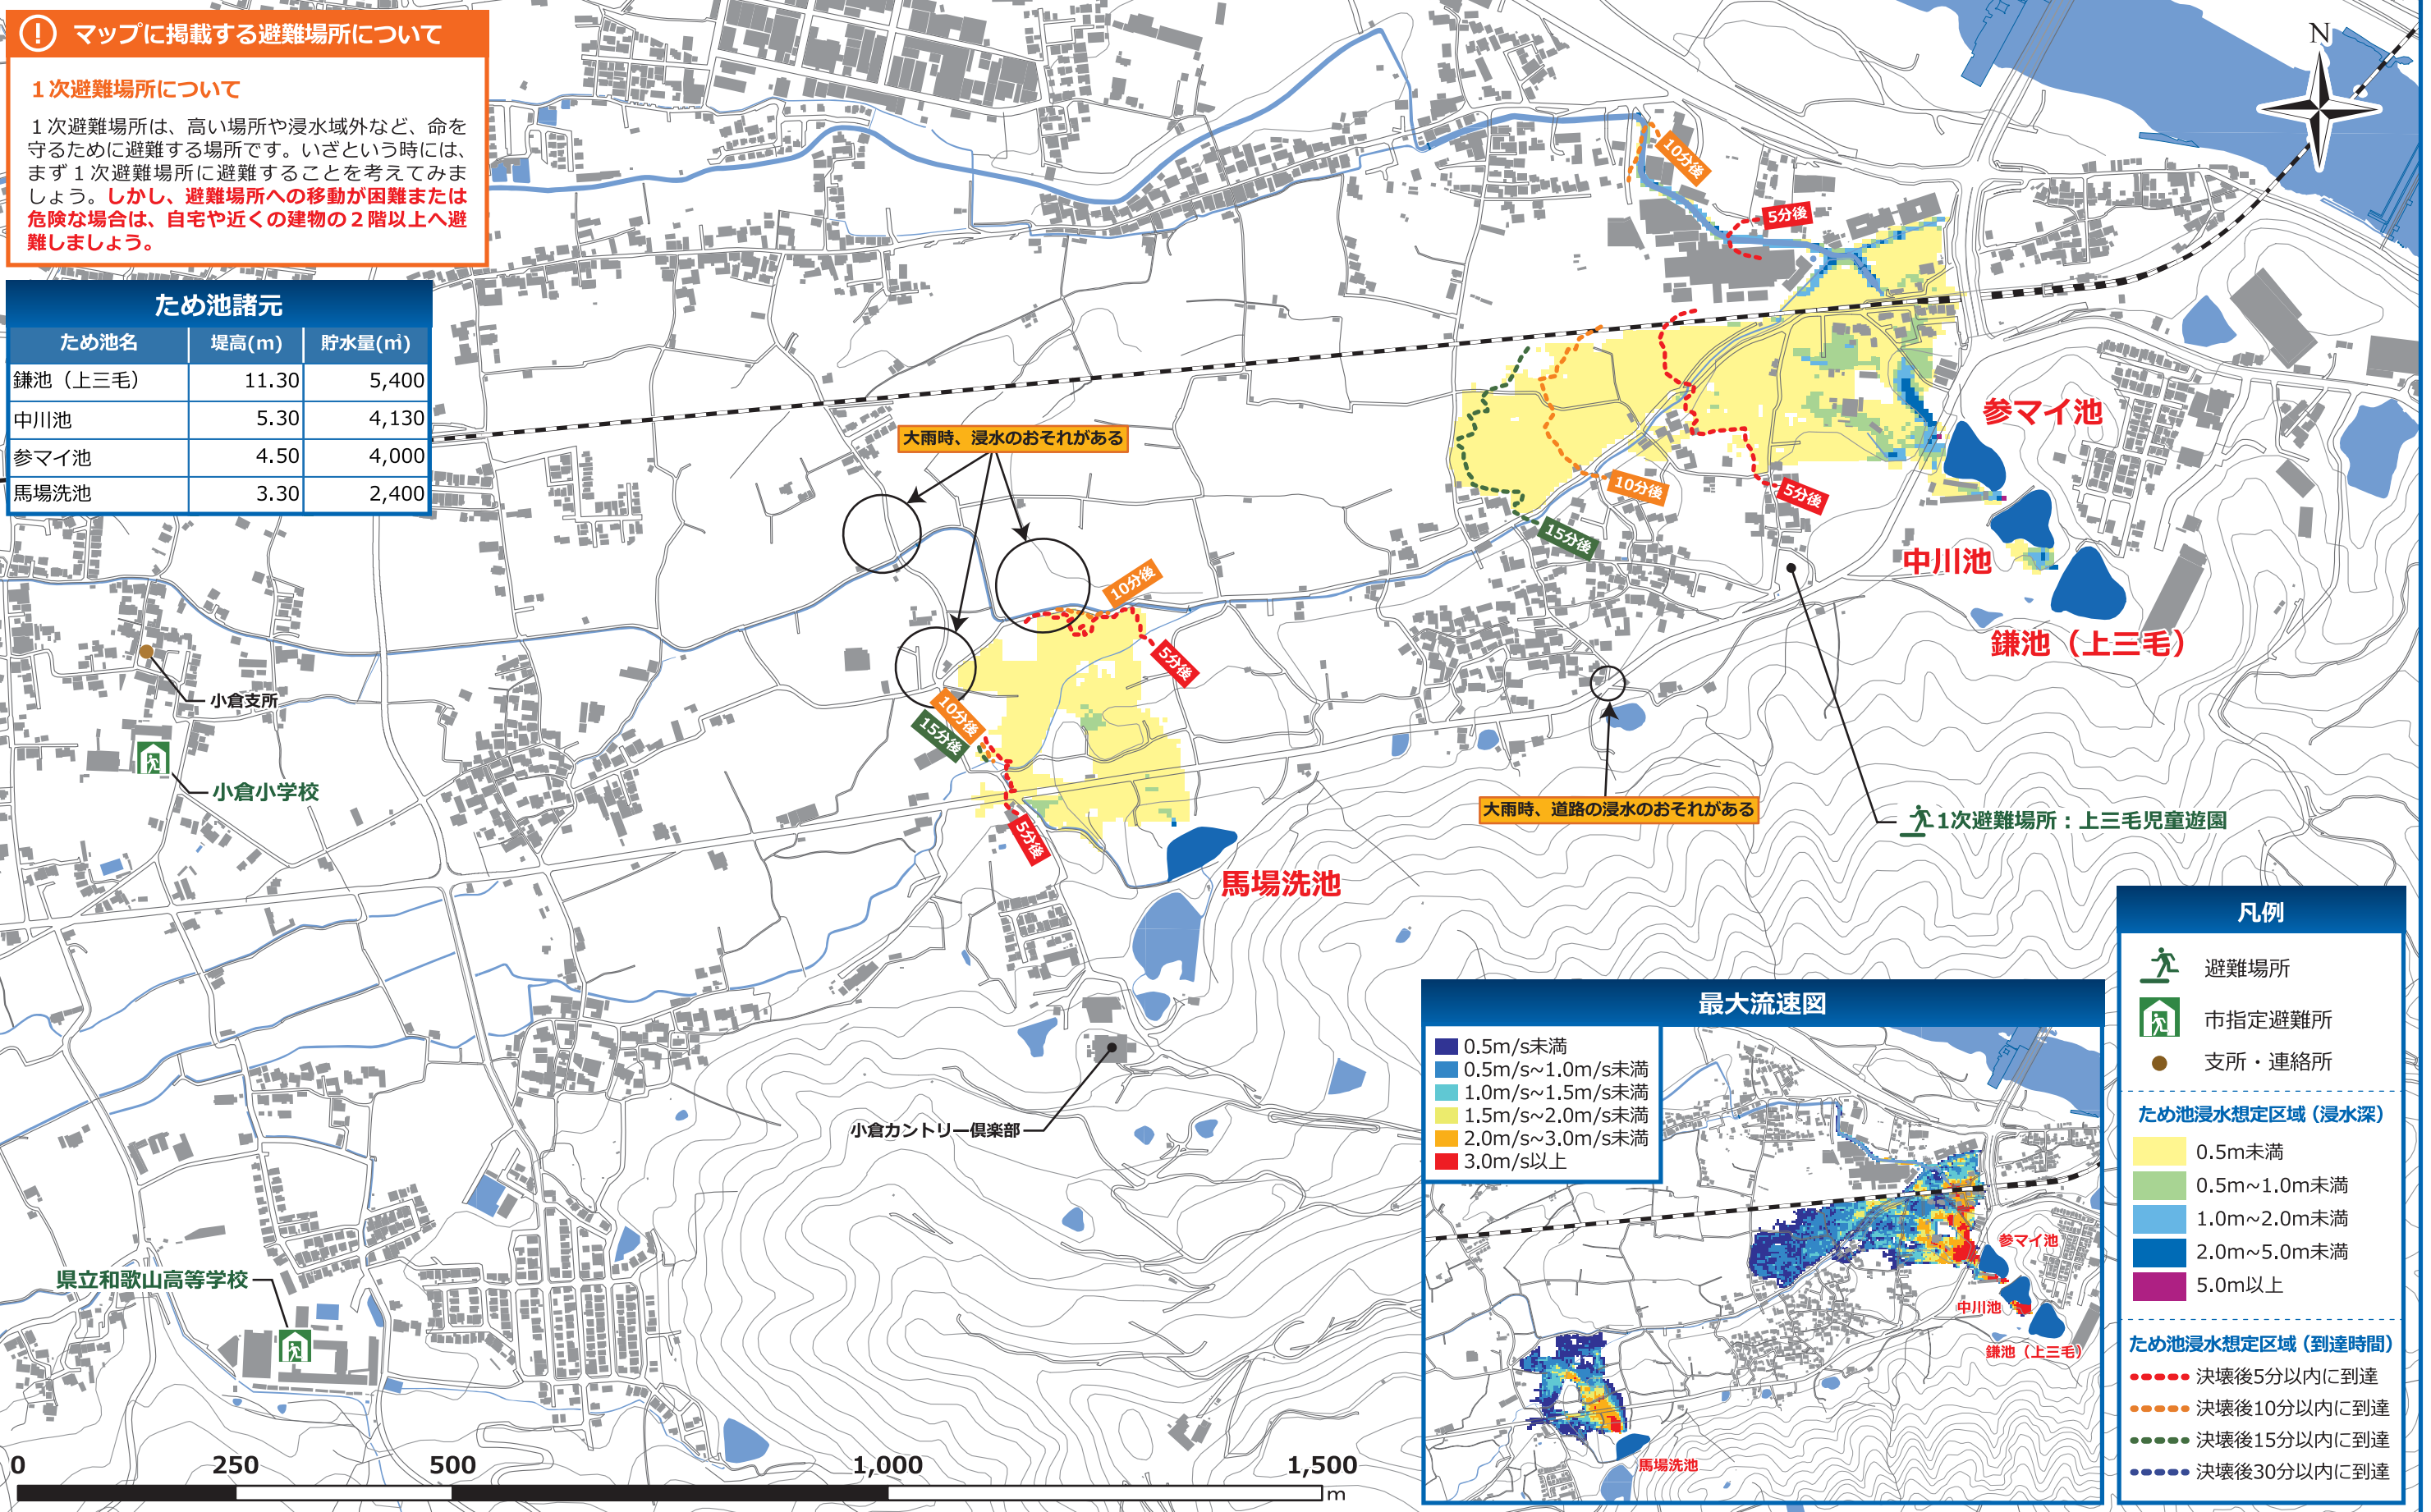 マップに掲載する避難場所について
１次避難場所について
１次避難場所は、高い場所や浸水域外など、命を
守るために避難する場所です。いざという時には、
まず１次避難場所に避難することを考えてみま
しょう。しかし、避難場所への移動が困難または
危険な場合は、自宅や近くの建物の２階以上へ避
難しましょう。
ため池諸元
ため池名 堤高(m) 貯水量(㎥)
鎌池（上三毛） 11.30 5,400
中川池 5.30 4,130
参マイ池 4.50 4,000
馬場洗池 3.30 2,400
N
10分後
5分後
参マイ池
大雨時、浸水のおそれがある
10分後
5分後
15分後
中川池
10分後
鎌池（上三毛）
5分後
小倉支所
10分後
15分後
小倉小学校
大雨時、道路の浸水のおそれがある
1次避難場所：上三毛児童遊園
5分後
馬場洗池
小倉カントリー倶楽部
県立和歌山高等学校
最大流速図
0.5m/s未満
0.5m/s~1.0m/s未満
1.0m/s~1.5m/s未満
1.5m/s~2.0m/s未満
2.0m/s~3.0m/s未満
3.0m/s以上
参マイ池
中川池
鎌池（上三毛）
馬場洗池
凡例
避難場所
市指定避難所
支所・連絡所
ため池浸水想定区域（浸水深）
0.5m未満
0.5m~1.0m未満
1.0m~2.0m未満
2.0m~5.0m未満
5.0m以上
ため池浸水想定区域（到達時間）
決壊後5分以内に到達
決壊後10分以内に到達
決壊後15分以内に到達
決壊後30分以内に到達
0 250 500 1,000 1,500
m